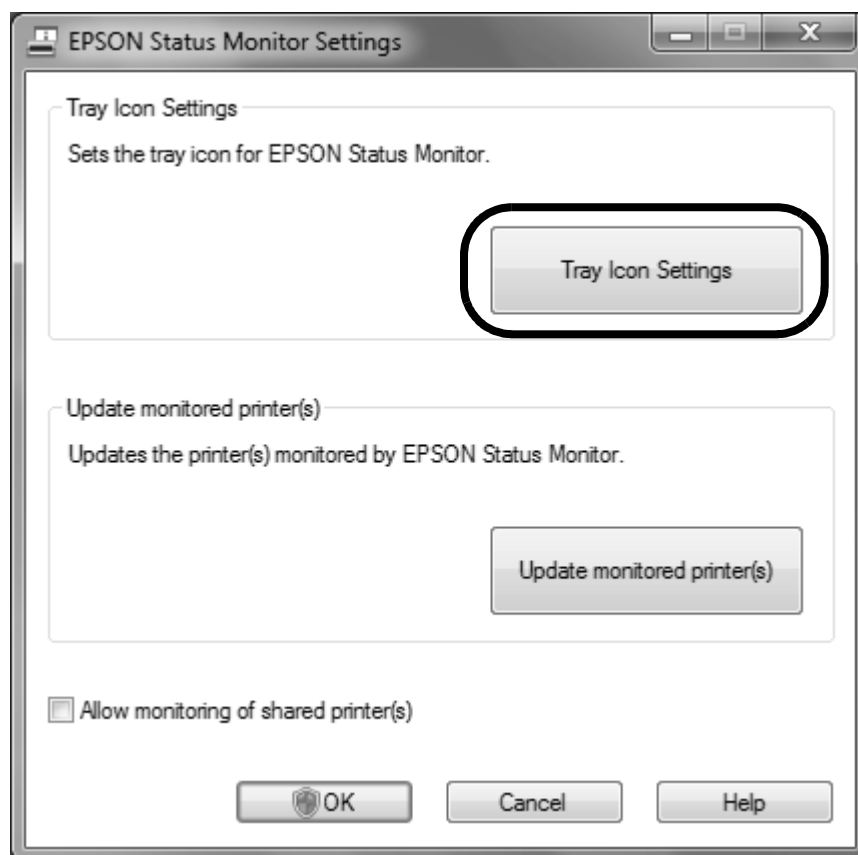 EPSON Status Monitor Settings
Tray Icon Settings
Sets the tray icon for EPSON Status Monitor.
Tray Icon Settings
Update monitored printer(s)
Updates the printer(s) monitored by EPSON Status Monitor.
Update monitored printer(s)
Allow monitoring of shared printer(s)
OK Cancel Help